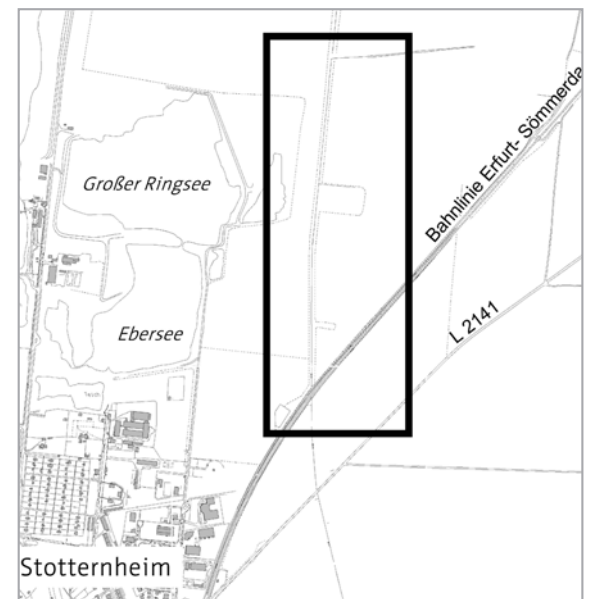 Großer Ringsee
Bahnlinie Erfurt- Sömmerda
Ebersee
L 2141
Stotternheim